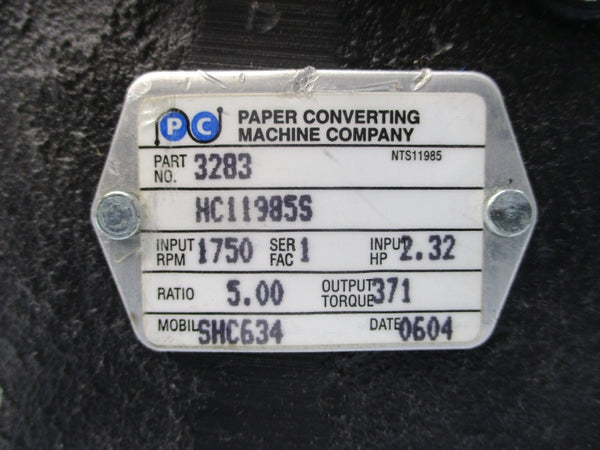 PC PAPER CONVERTING
MACHINE COMPANY
PART NO. 3283 NTS11985
HC11985S
INPUT RPM 1750 SER FAC 1 INPUT HP 2.32
RATIO 5.00 OUTPUT TORQUE 371
MOBIL SHC634 DATE 0604